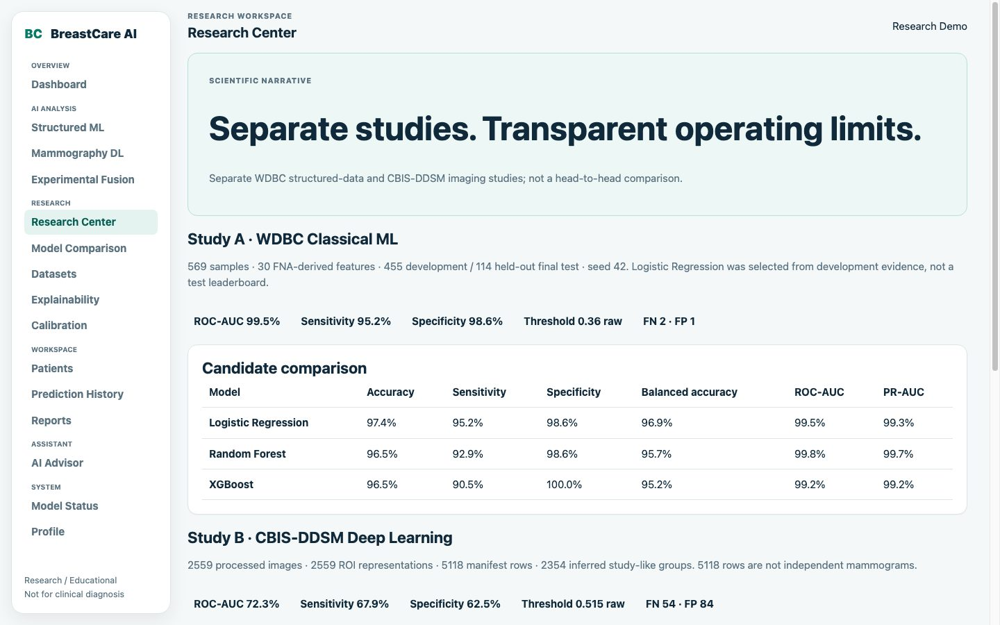 BC BreastCare AI
OVERVIEW
Dashboard
AI ANALYSIS
Structured ML
Mammography DL
Experimental Fusion
RESEARCH
Research Center
Model Comparison
Datasets
Explainability
Calibration
WORKSPACE
Patients
Prediction History
Reports
ASSISTANT
AI Advisor
SYSTEM
Model Status
Profile
Research / Educational
Not for clinical diagnosis
RESEARCH WORKSPACE
Research Center
Research Demo
SCIENTIFIC NARRATIVE
Separate studies. Transparent operating limits.
Separate WDBC structured-data and CBIS-DDSM imaging studies; not a head-to-head comparison.
Study A · WDBC Classical ML
569 samples · 30 FNA-derived features · 455 development / 114 held-out final test · seed 42. Logistic Regression was selected from development evidence, not a
test leaderboard.
ROC-AUC 99.5% Sensitivity 95.2% Specificity 98.6% Threshold 0.36 raw FN 2 · FP 1
Candidate comparison
Model Accuracy Sensitivity Specificity Balanced accuracy ROC-AUC PR-AUC
Logistic Regression 97.4% 95.2% 98.6% 96.9% 99.5% 99.3%
Random Forest 96.5% 92.9% 98.6% 95.7% 99.8% 99.7%
XGBoost 96.5% 90.5% 100.0% 95.2% 99.2% 99.2%
Study B · CBIS-DDSM Deep Learning
2559 processed images · 2559 ROI representations · 5118 manifest rows · 2354 inferred study-like groups. 5118 rows are not independent mammograms.
ROC-AUC 72.3% Sensitivity 67.9% Specificity 62.5% Threshold 0.515 raw FN 54 · FP 84